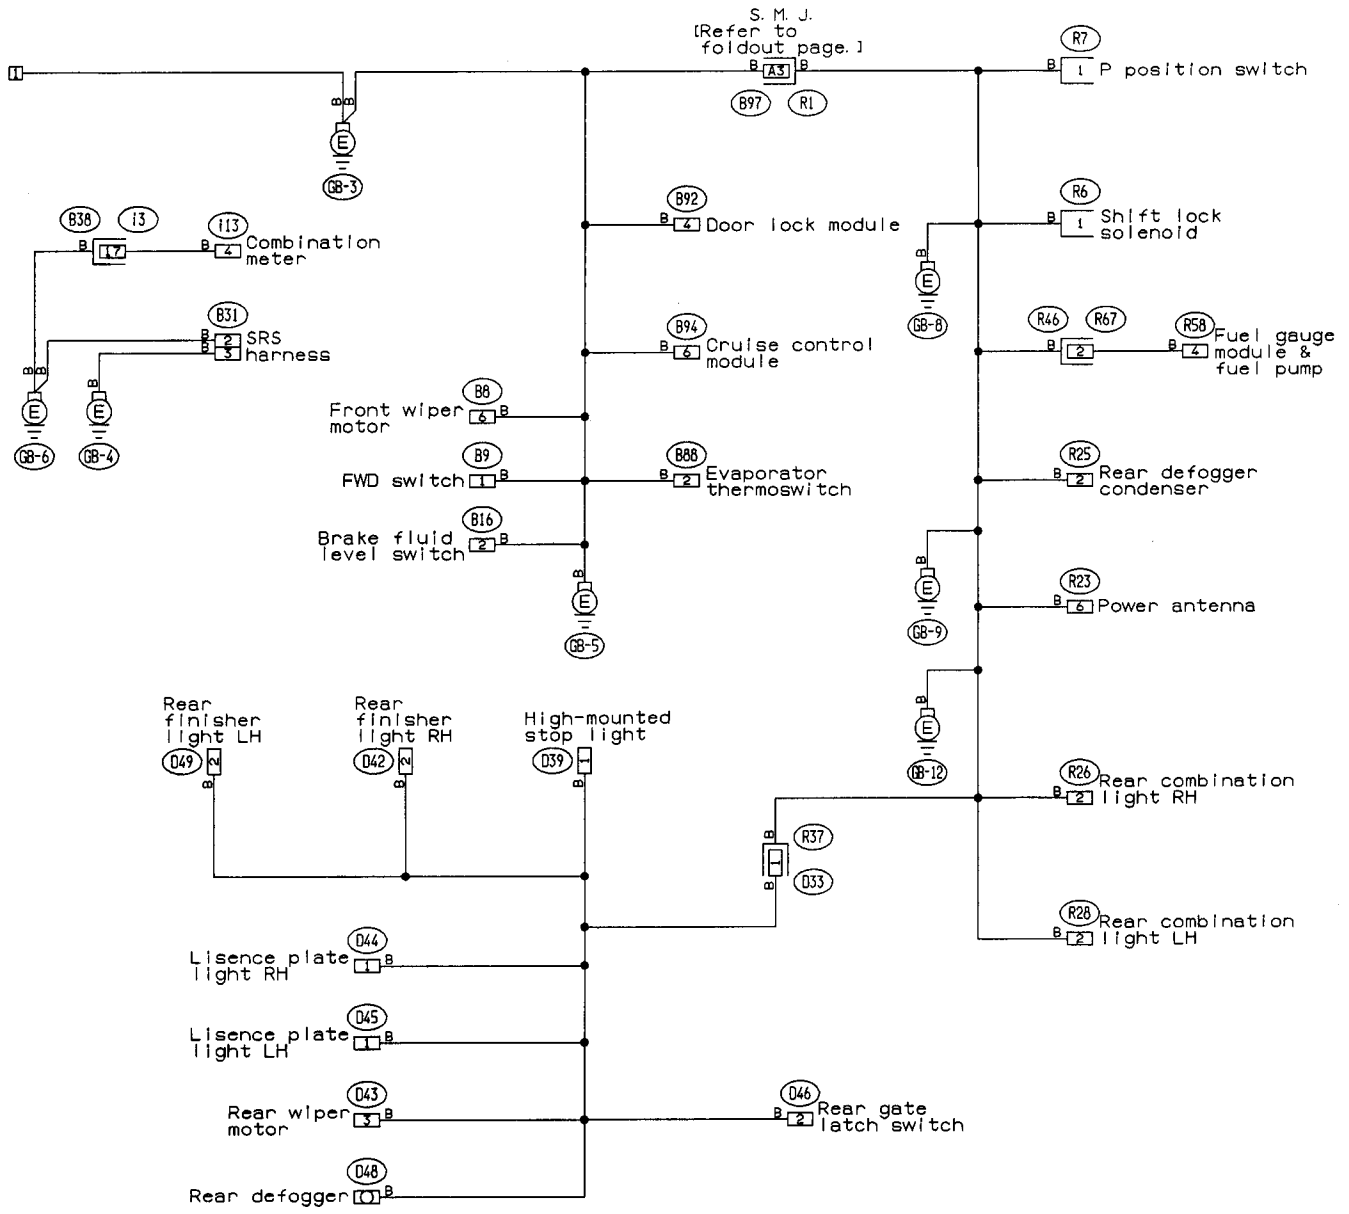 S. M. J.
[Refer to
foldout page.]
R7
1
B
B
A3
B
B
1
P position switch
B97
R1
B
B
E
GB-3
B92
R6
B
4
Door lock module
B
1
Shift lock
solenoid
B
E
GB-8
B38
i3
i13
B
17
B
4
Combination
meter
B31
B
2
SRS
B
3
harness
B
B
B
E
E
GB-6
GB-4
B94
B
6
Cruise control
module
R46
R67
R58
B
2
B
4
Fuel gauge
module &
fuel pump
B8
Front wiper
motor
6
B
B9
FWD switch
1
B
B88
B
2
Evaporator
thermoswitch
R25
B
2
Rear defogger
condenser
B16
Brake fluid
level switch
2
B
B
E
GB-5
B
E
GB-9
R23
B
6
Power antenna
B
E
GB-12
Rear
finisher
light LH
D49
2
B
Rear
finisher
light RH
D42
2
B
High-mounted
stop light
D39
1
B
R26
B
2
Rear combination
light RH
B
R37
1
B
D33
R28
B
2
Rear combination
light LH
D44
Lisence plate
light RH
1
B
D45
Lisence plate
light LH
1
B
D43
Rear wiper
motor
3
B
D46
B
2
Rear gate
latch switch
D48
Rear defogger
B